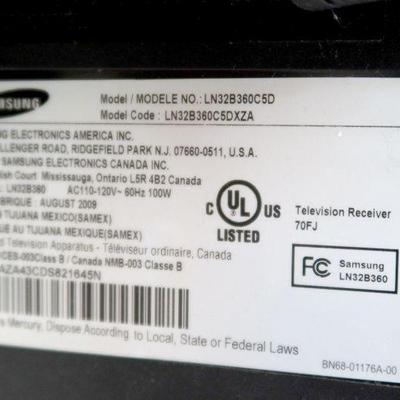 SAMSUNG
Model / MODELE NO.: LN32B360C5D
Model Code : LN32B360C5DXZA
ELECTRONICS AMERICA INC.
ROAD, RIDGEFIELD PARK N.J. 07660-0511, U.S.A.
SAMSUNG ELECTRONICS CANADA INC.
Court Mississauga, Ontario L5R 4B2 Canada
LN32B360 AC110-120V~ 60Hz 100W
: AUGUST 2009
TIJUANA MEXICO(SAMEX)
AU TIJUANA MEXIQUE(SAMEX)
Television Apparatus - Téléviseur ordinaire, Canada
ICES-003Class B / Canada NMB-003 Classe B
AZA43CDS821645N
Mercury, Dispose According to Local, State or Federal Laws
C UL US
LISTED
Television Receiver
70FJ
FC Samsung
LN32B360
BN68-01176A-00